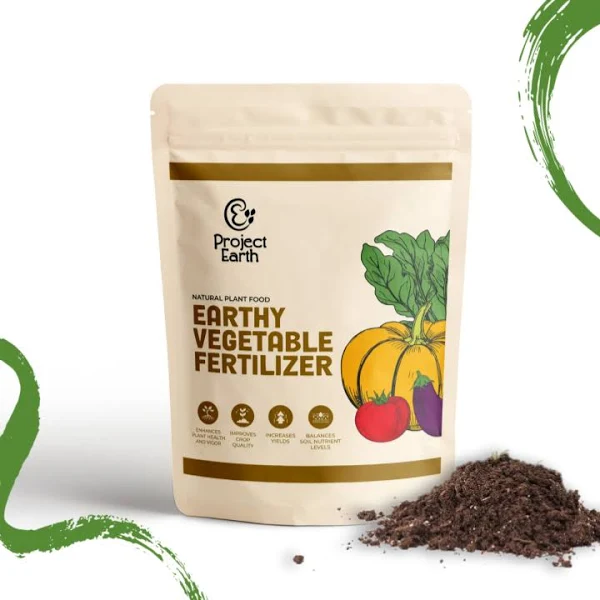 Project
Earth
NATURAL PLANT FOOD
EARTHY
VEGETABLE
FERTILIZER
ENHANCES
PLANT HEALTH
AND VIGOR
IMPROVES
CROP
QUALITY
INCREASES
YIELDS
BALANCES
SOIL NUTRIENT
LEVELS